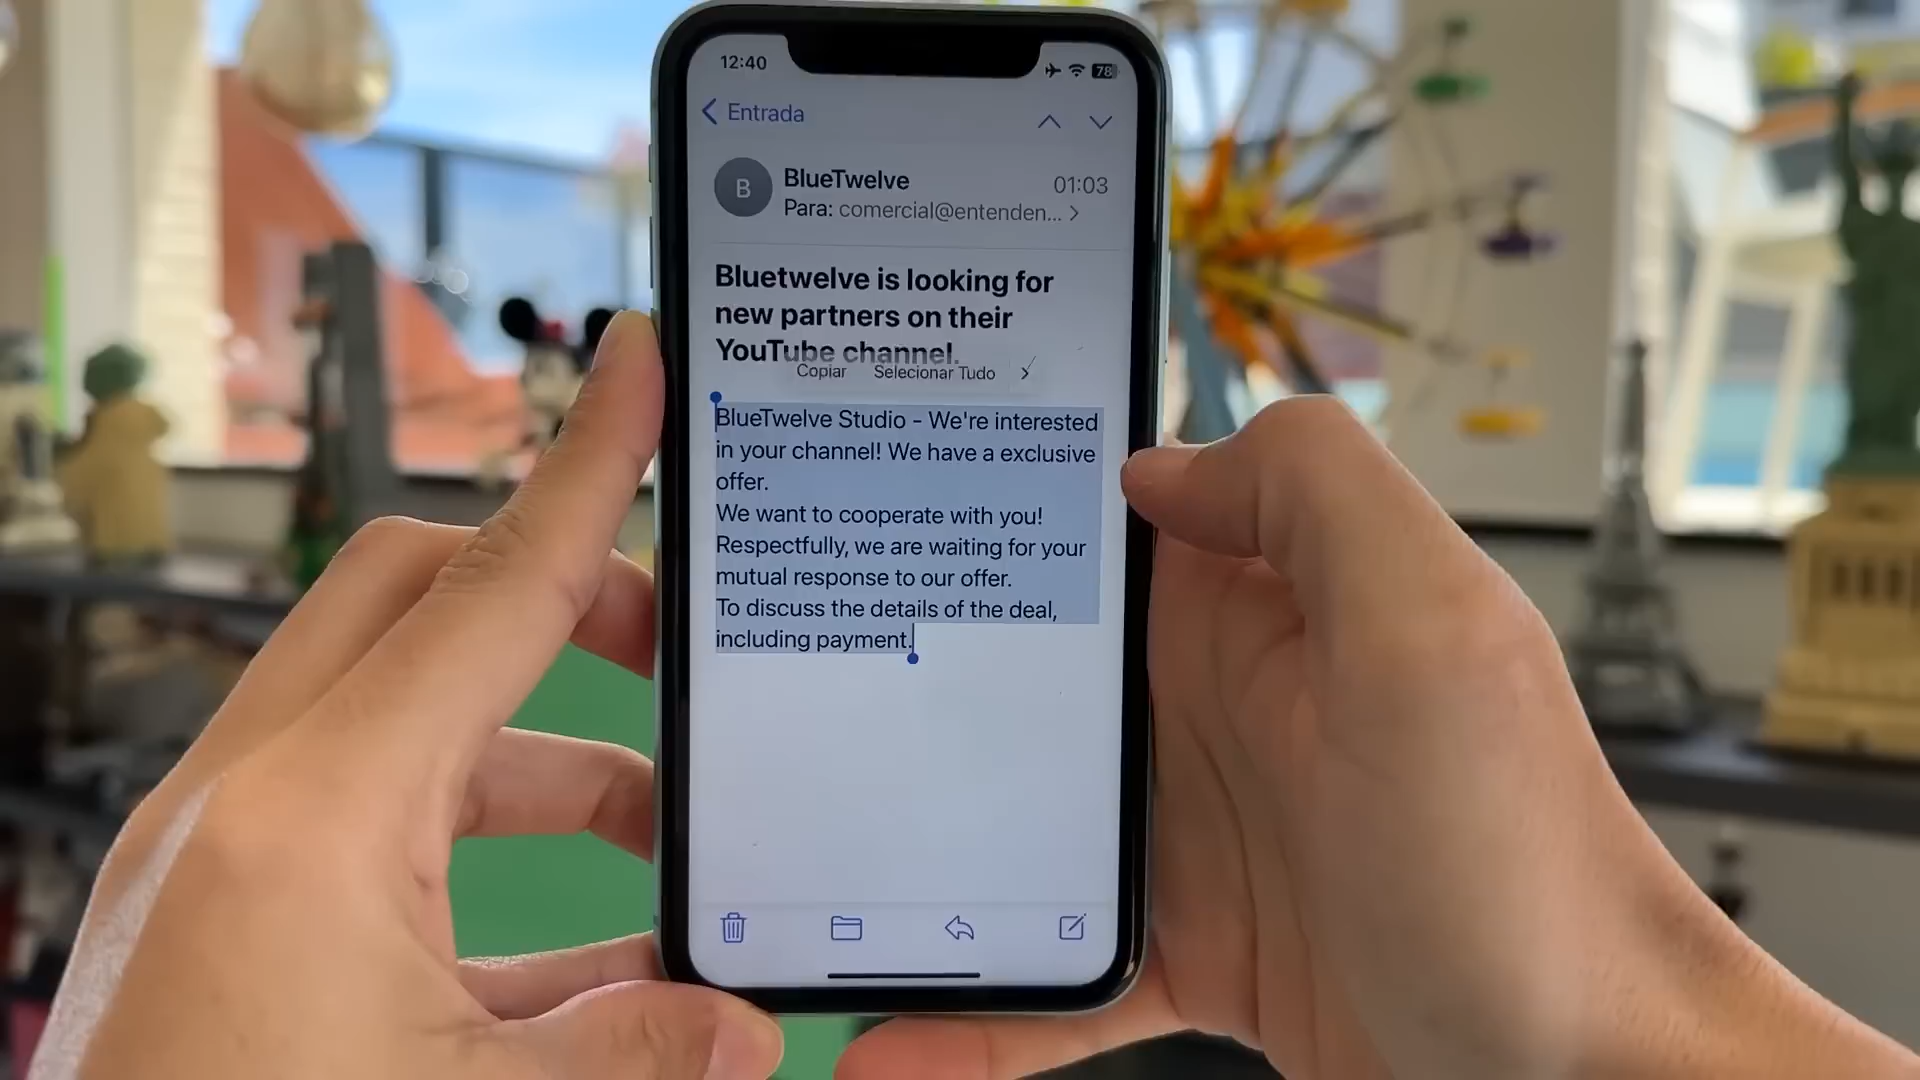 12:40
78
Entrada
B
BlueTwelve
01:03
Para: comercial@entenden...
Bluetwelve is looking for
new partners on their
YouTube channel.
Copiar Selecionar Tudo
BlueTwelve Studio - We're interested
in your channel! We have a exclusive
offer.
We want to cooperate with you!
Respectfully, we are waiting for your
mutual response to our offer.
To discuss the details of the deal,
including payment.